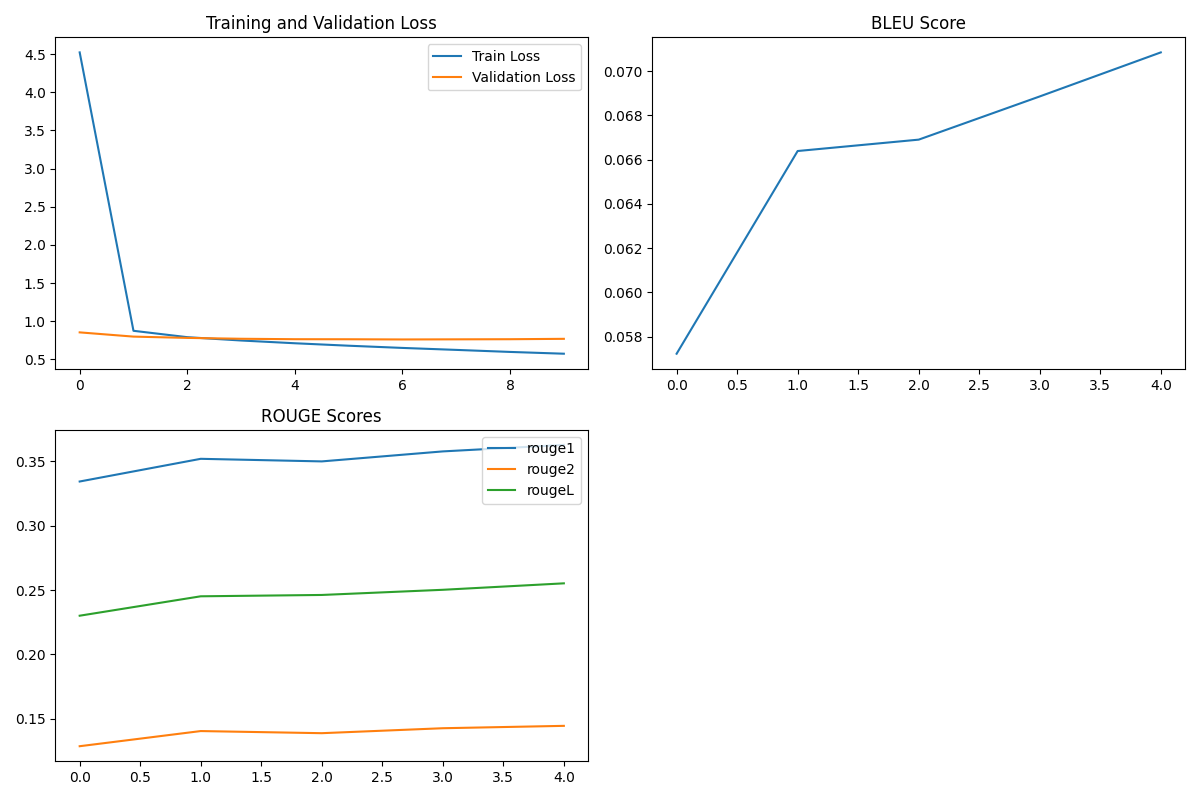 Training and Validation Loss
Train Loss
Validation Loss
4.5
4.0
3.5
3.0
2.5
2.0
1.5
1.0
0.5
0 2 4 6 8
BLEU Score
0.070
0.068
0.066
0.064
0.062
0.060
0.058
0.0 0.5 1.0 1.5 2.0 2.5 3.0 3.5 4.0
ROUGE Scores
rouge1
rouge2
rougeL
0.35
0.30
0.25
0.20
0.15
0.0 0.5 1.0 1.5 2.0 2.5 3.0 3.5 4.0